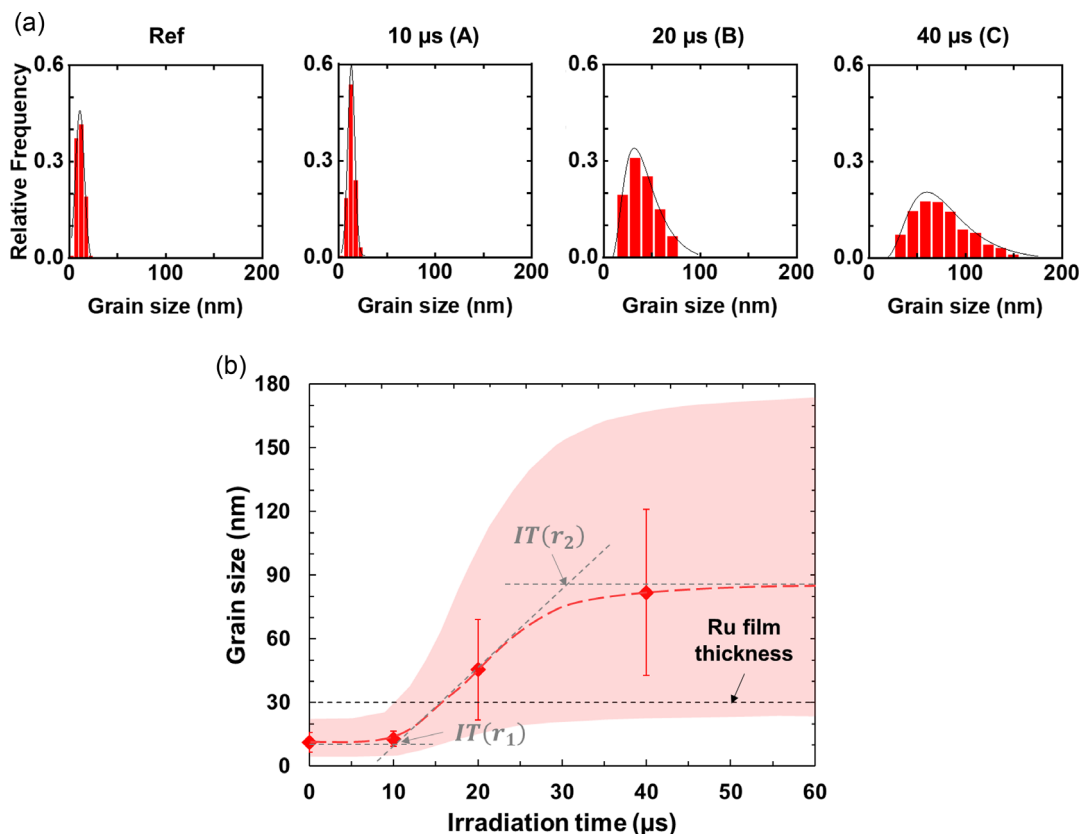 (a)
Ref
10 µs (A)
20 µs (B)
40 µs (C)
Relative Frequency
0.6
0.3
0.0
0
100
200
Grain size (nm)
0.6
0.3
0.0
0
100
200
Grain size (nm)
0.6
0.3
0.0
0
100
200
Grain size (nm)
0.6
0.3
0.0
0
100
200
Grain size (nm)
(b)
Grain size (nm)
180
150
120
90
60
30
0
IT(r₂)
Ru film
thickness
IT(r₁)
0
10
20
30
40
50
60
Irradiation time (µs)